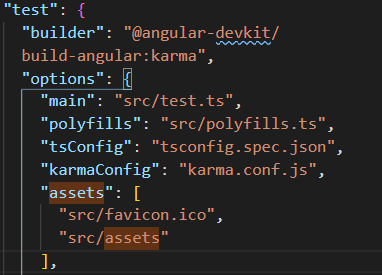 "test": {
"builder": "@angular-devkit/
build-angular:karma",
"options": {
"main": "src/test.ts",
"polyfills": "src/polyfills.ts",
"tsConfig": "tsconfig.spec.json",
"karmaConfig": "karma.conf.js",
"assets": [
"src/favicon.ico",
"src/assets"
],